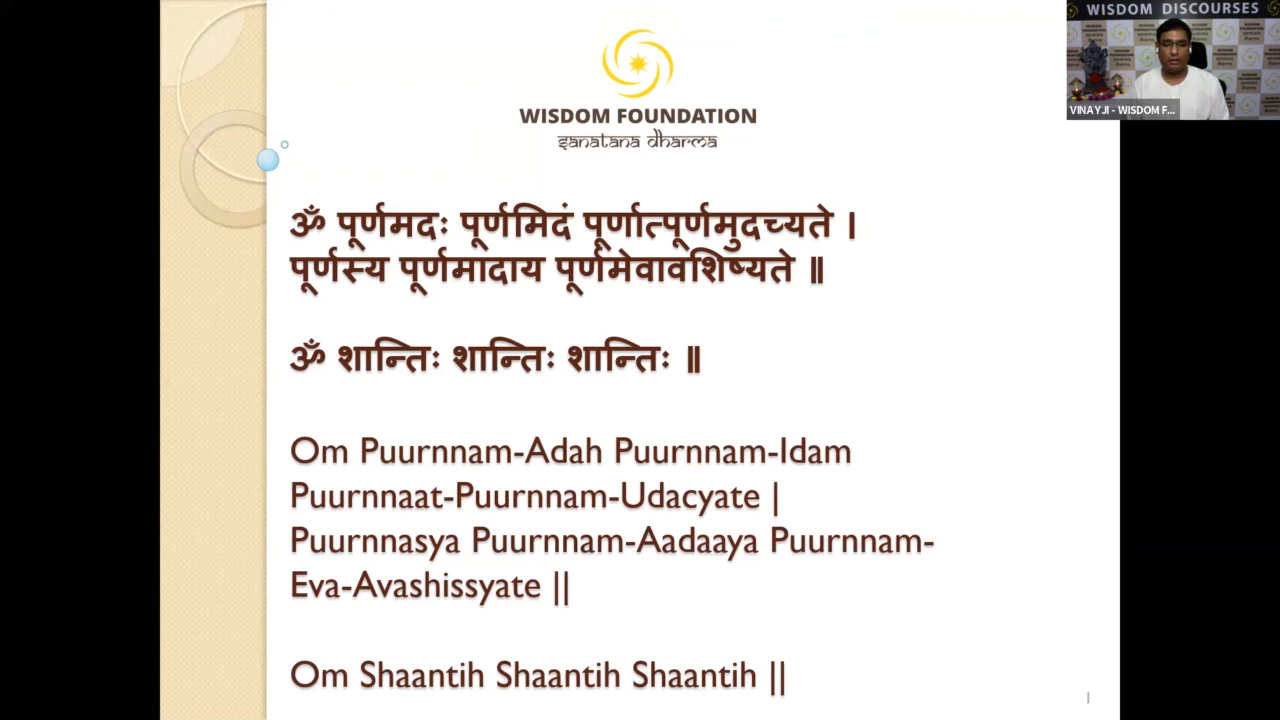 WISDOM DISCOURSES
VINAYJI - WISDOM F...
WISDOM FOUNDATION
sanatana dharma
ॐ पूर्णमदः पूर्णमिदं पूर्णात्पूर्णमुदच्यते ।
पूर्णस्य पूर्णमादाय पूर्णमेवावशिष्यते ॥
ॐ शान्तिः शान्तिः शान्तिः ॥
Om Puurnnam-Adah Puurnnam-Idam
Puurnnaat-Puurnnam-Udacyate |
Puurnnasya Puurnnam-Aadaaya Puurnnam-
Eva-Avashissyate ||
Om Shaantih Shaantih Shaantih ||
1